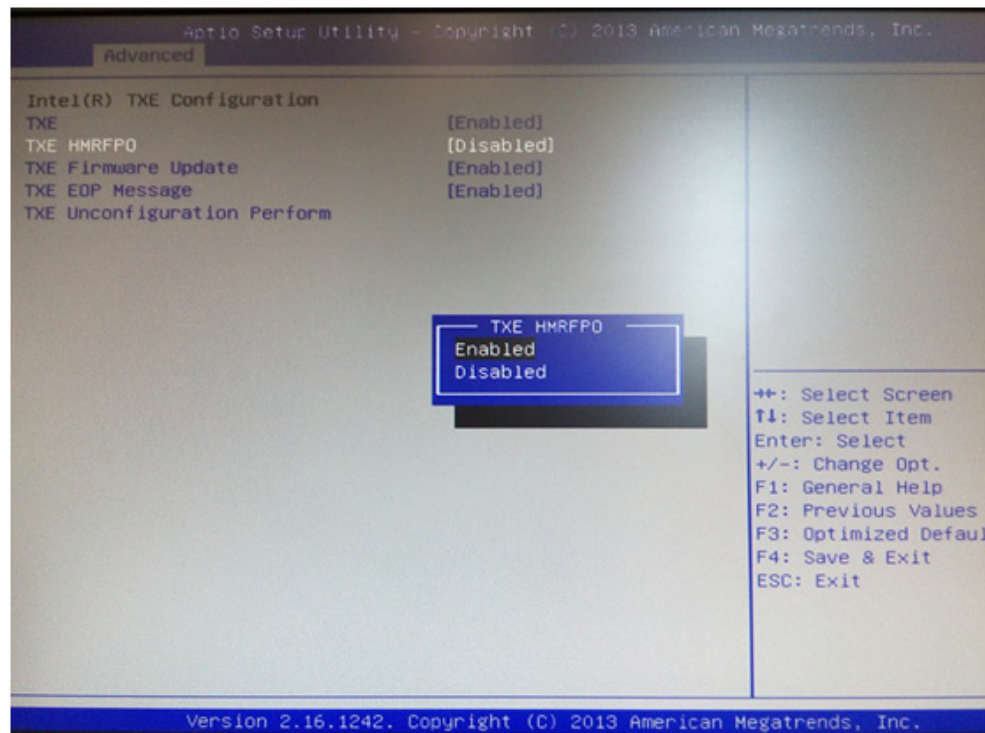 Aptio Setup Utility - Copyright (C) 2013 American Megatrends, Inc.
Advanced
Intel(R) TXE Configuration
TXE [Enabled]
TXE HMRFPO [Disabled]
TXE Firmware Update [Enabled]
TXE EOP Message [Enabled]
TXE Unconfiguration Perform
TXE HMRFPO
Enabled
Disabled
→←: Select Screen
↑↓: Select Item
Enter: Select
+/-: Change Opt.
F1: General Help
F2: Previous Values
F3: Optimized Defaul
F4: Save & Exit
ESC: Exit
Version 2.16.1242. Copyright (C) 2013 American Megatrends, Inc.